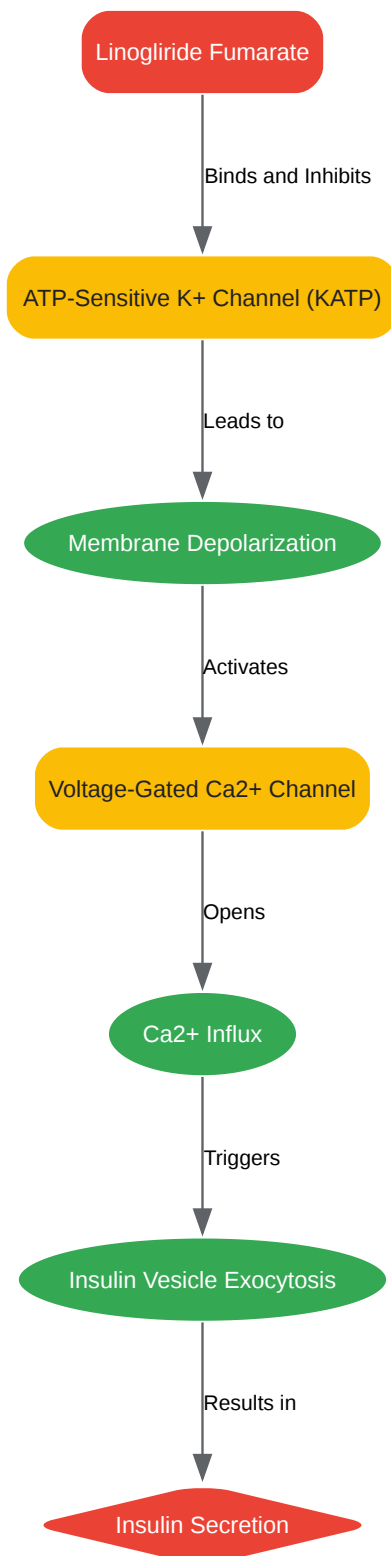 Linogliride Fumarate
Binds and Inhibits
ATP-Sensitive K+ Channel (KATP)
Leads to
Membrane Depolarization
Activates
Voltage-Gated Ca2+ Channel
Opens
Ca2+ Influx
Triggers
Insulin Vesicle Exocytosis
Results in
Insulin Secretion